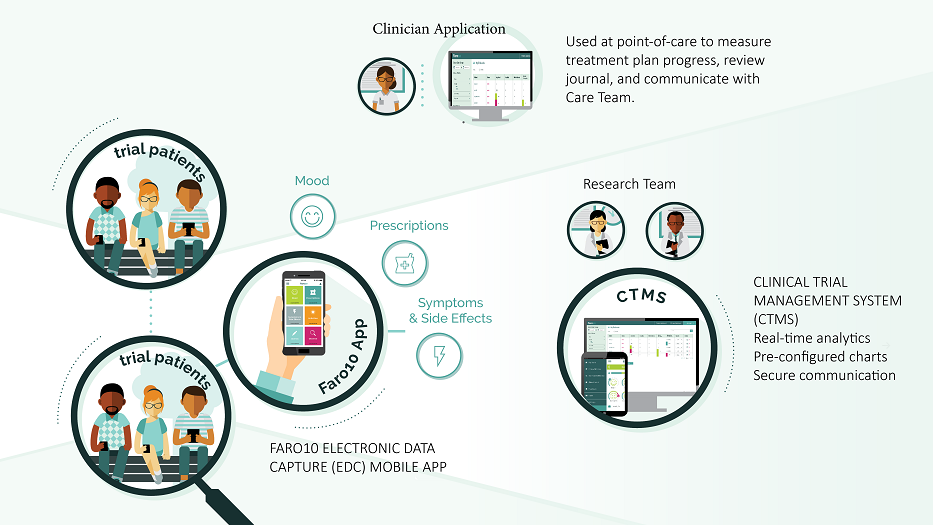 Clinician Application
Used at point-of-care to measure
treatment plan progress, review
journal, and communicate with
Care Team.
trial patients
Mood
Prescriptions
Symptoms
& Side Effects
Faro10 App
trial patients
FARO10 ELECTRONIC DATA
CAPTURE (EDC) MOBILE APP
Research Team
CTMS
CLINICAL TRIAL
MANAGEMENT SYSTEM
(CTMS)
Real-time analytics
Pre-configured charts
Secure communication